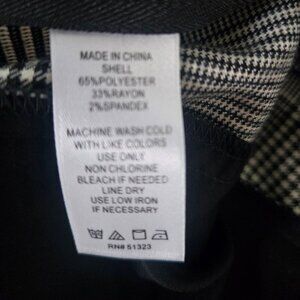 MADE IN CHINA
SHELL
65%POLYESTER
33%RAYON
2%SPANDEX
MACHINE WASH COLD
WITH LIKE COLORS
USE ONLY
NON CHLORINE
BLEACH IF NEEDED
LINE DRY
USE LOW IRON
IF NECESSARY
RN# 51323